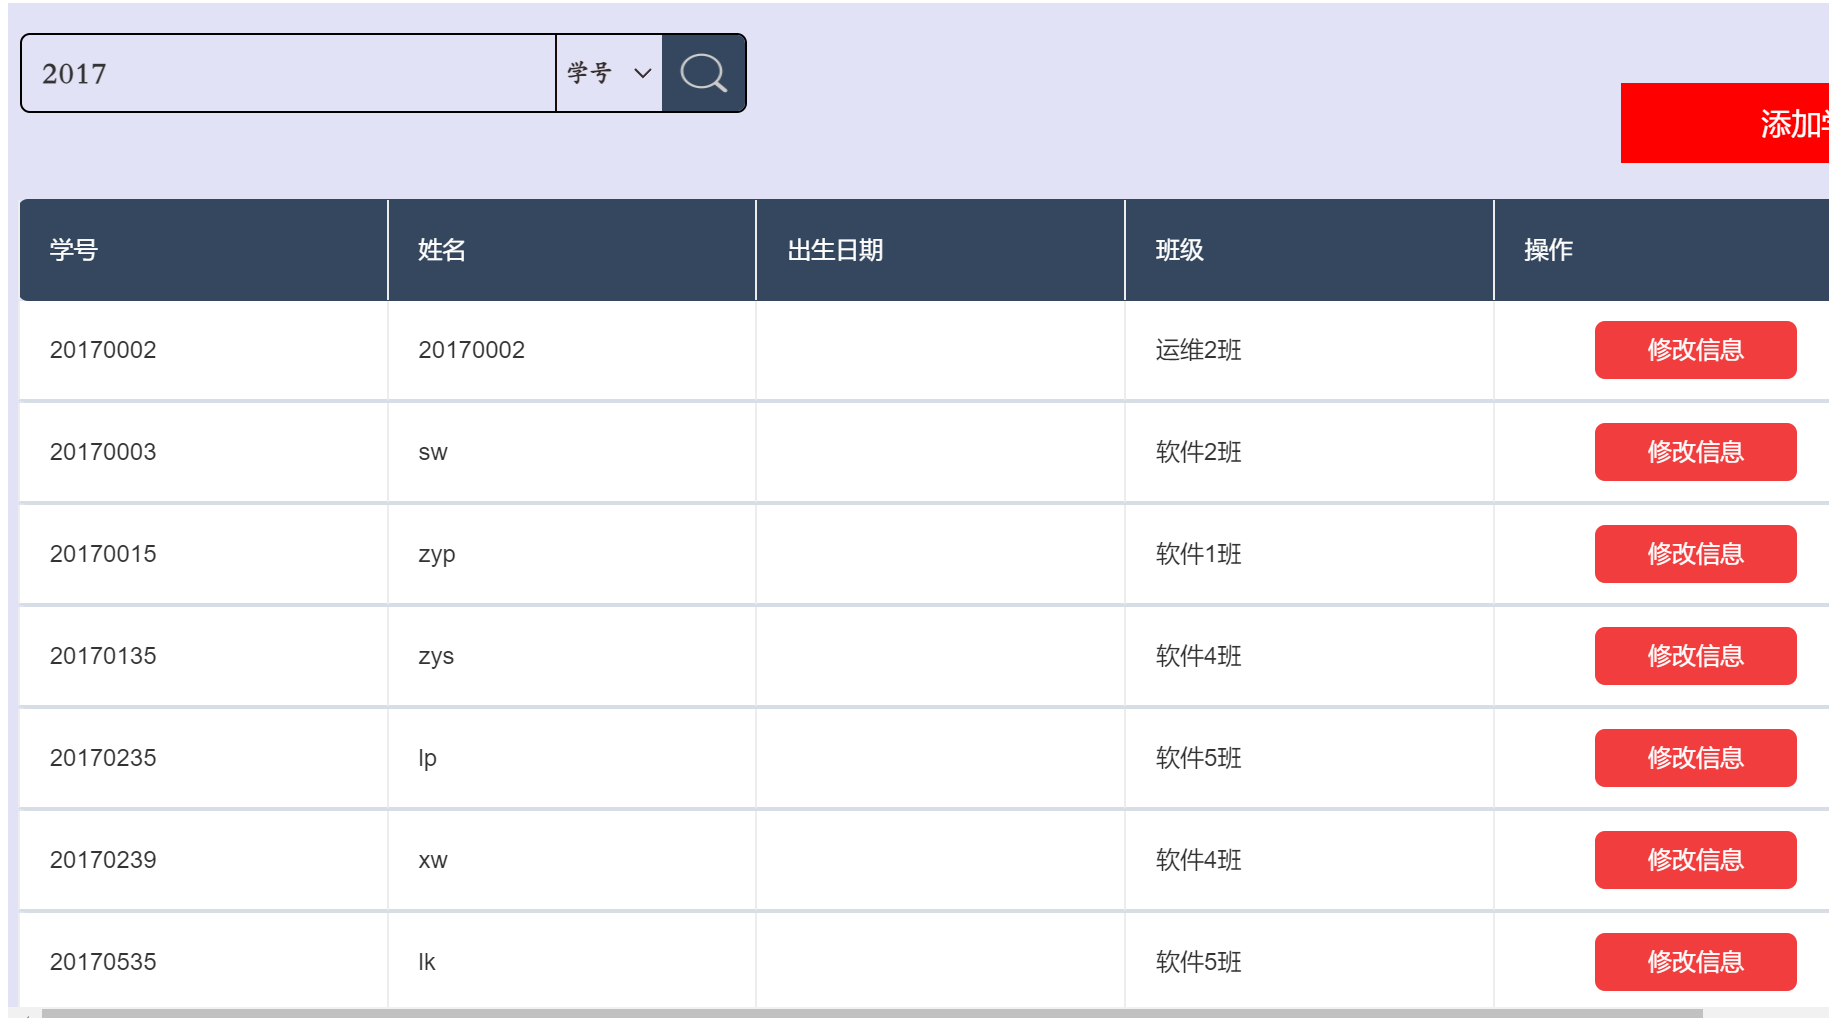 2017 学号
添加
学号 姓名 出生日期 班级 操作
20170002 20170002 运维2班 修改信息
20170003 sw 软件2班 修改信息
20170015 zyp 软件1班 修改信息
20170135 zys 软件4班 修改信息
20170235 lp 软件5班 修改信息
20170239 xw 软件4班 修改信息
20170535 lk 软件5班 修改信息